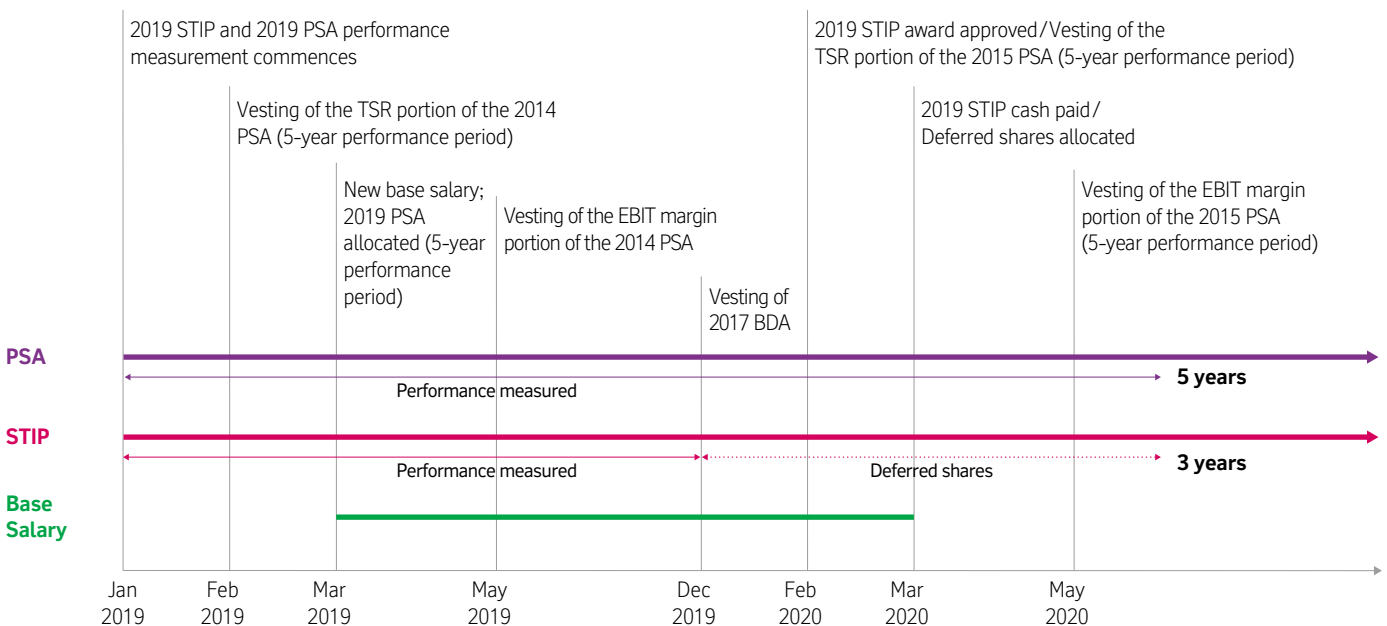 2019 STIP and 2019 PSA performance
measurement commences
Vesting of the TSR portion of the 2014
PSA (5-year performance period)
New base salary;
2019 PSA
allocated (5-year
performance
period)
Vesting of the EBIT margin
portion of the 2014 PSA
Vesting of
2017 BDA
2019 STIP award approved/Vesting of the
TSR portion of the 2015 PSA (5-year performance period)
2019 STIP cash paid/
Deferred shares allocated
Vesting of the EBIT margin
portion of the 2015 PSA
(5-year performance period)
PSA
Performance measured
5 years
STIP
Performance measured
Deferred shares
3 years
Base
Salary
Jan
2019
Feb
2019
Mar
2019
May
2019
Dec
2019
Feb
2020
Mar
2020
May
2020